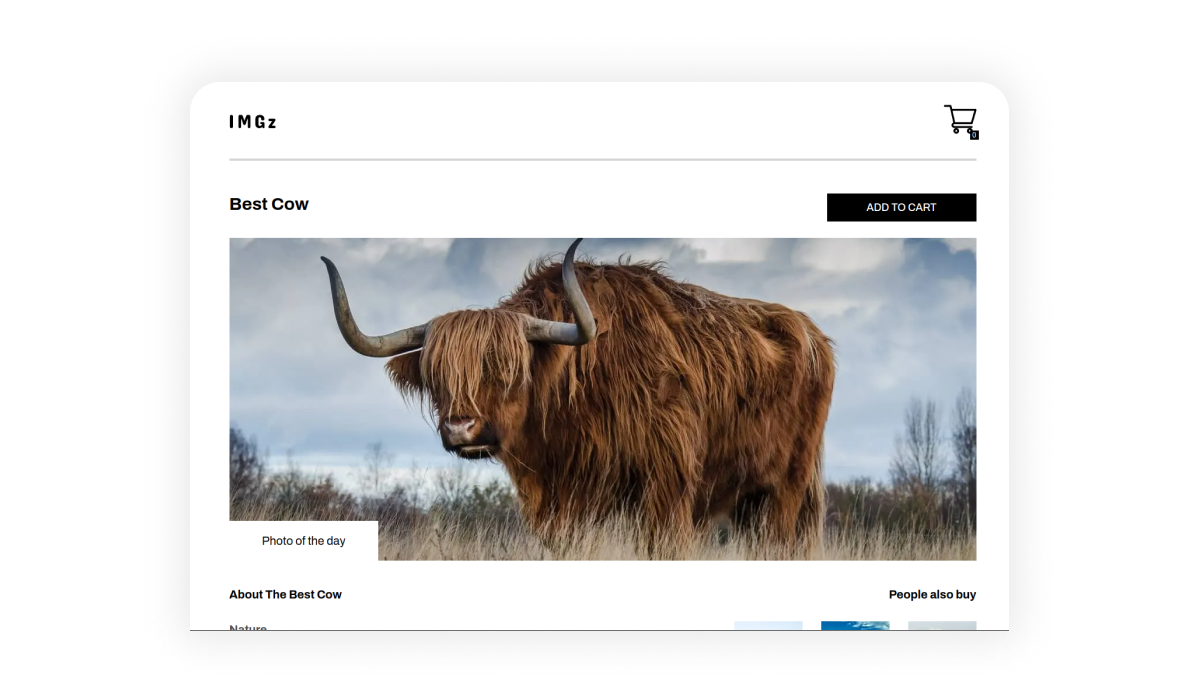 IMGz
0
Best Cow
ADD TO CART
Photo of the day
About The Best Cow
People also buy
Nature